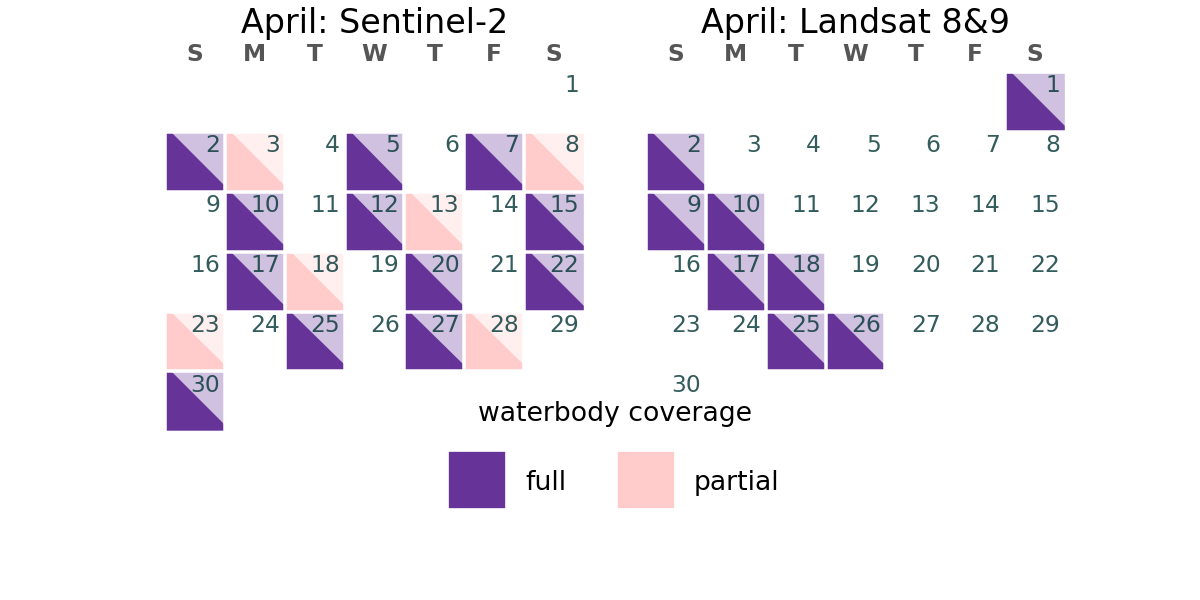 April: Sentinel-2
S M T W T F S
1
2 3 4 5 6 7 8
9 10 11 12 13 14 15
16 17 18 19 20 21 22
23 24 25 26 27 28 29
30
April: Landsat 8&9
S M T W T F S
1
2 3 4 5 6 7 8
9 10 11 12 13 14 15
16 17 18 19 20 21 22
23 24 25 26 27 28 29
30
waterbody coverage
full partial